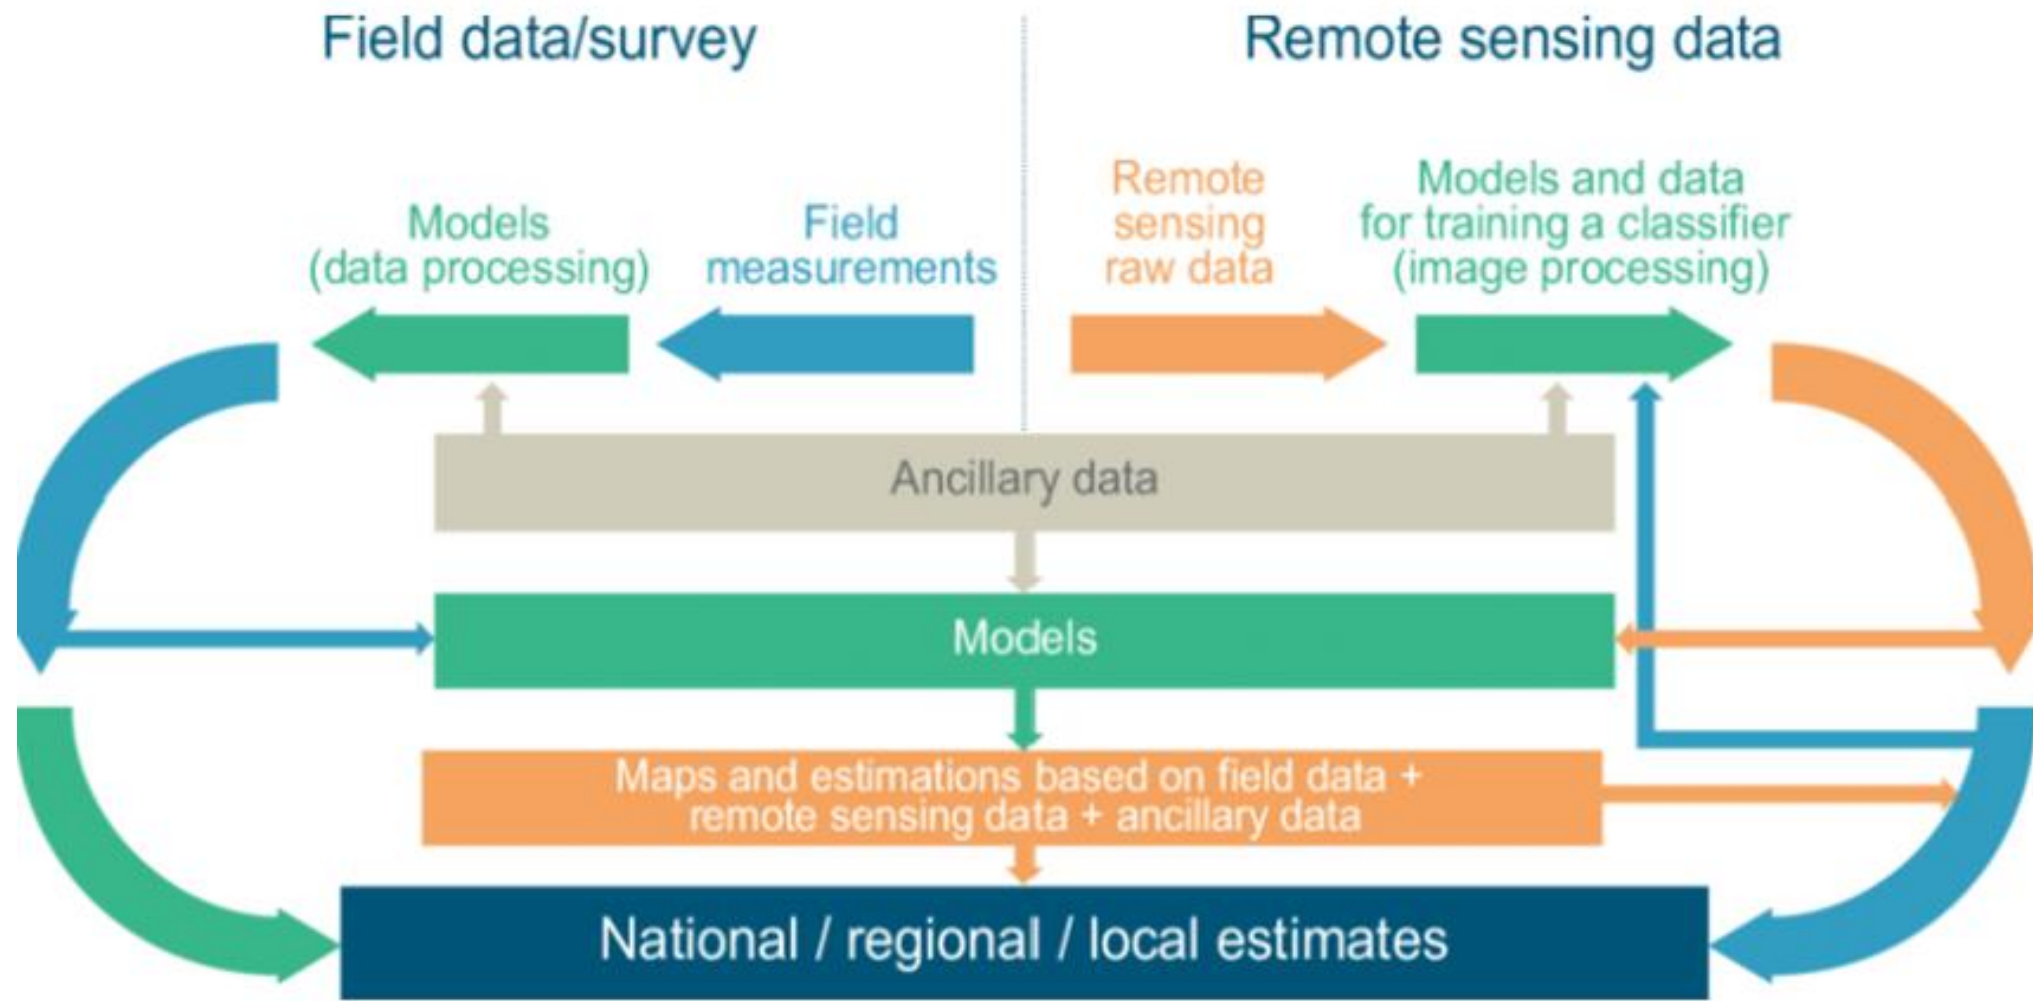 Field data/survey
Remote sensing data
Models
(data processing)
Field
measurements
Remote
sensing
raw data
Models and data
for training a classifier
(image processing)
Ancillary data
Models
Maps and estimations based on field data +
remote sensing data + ancillary data
National / regional / local estimates